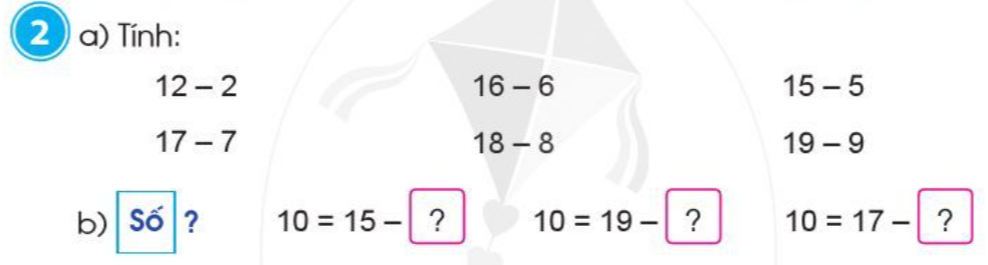 2 a) Tính:
12 – 2 16 – 6 15 – 5
17 – 7 18 – 8 19 – 9
b) Số ? 10 = 15 – ? 10 = 19 – ? 10 = 17 – ?